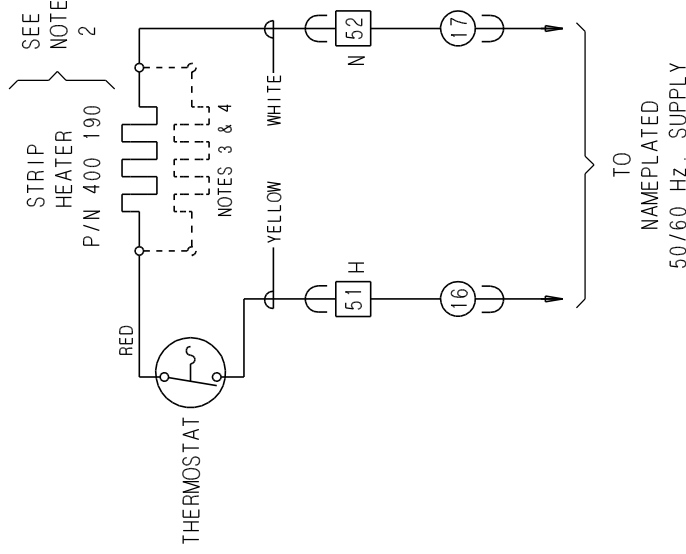 SEE
NOTE
2
STRIP
HEATER
P/N 400 190
NOTES 3 & 4
WHITE
52
N
17
YELLOW
51
H
16
RED
THERMOSTAT
TO
NAMEPLATED
50/60 Hz. SUPPLY